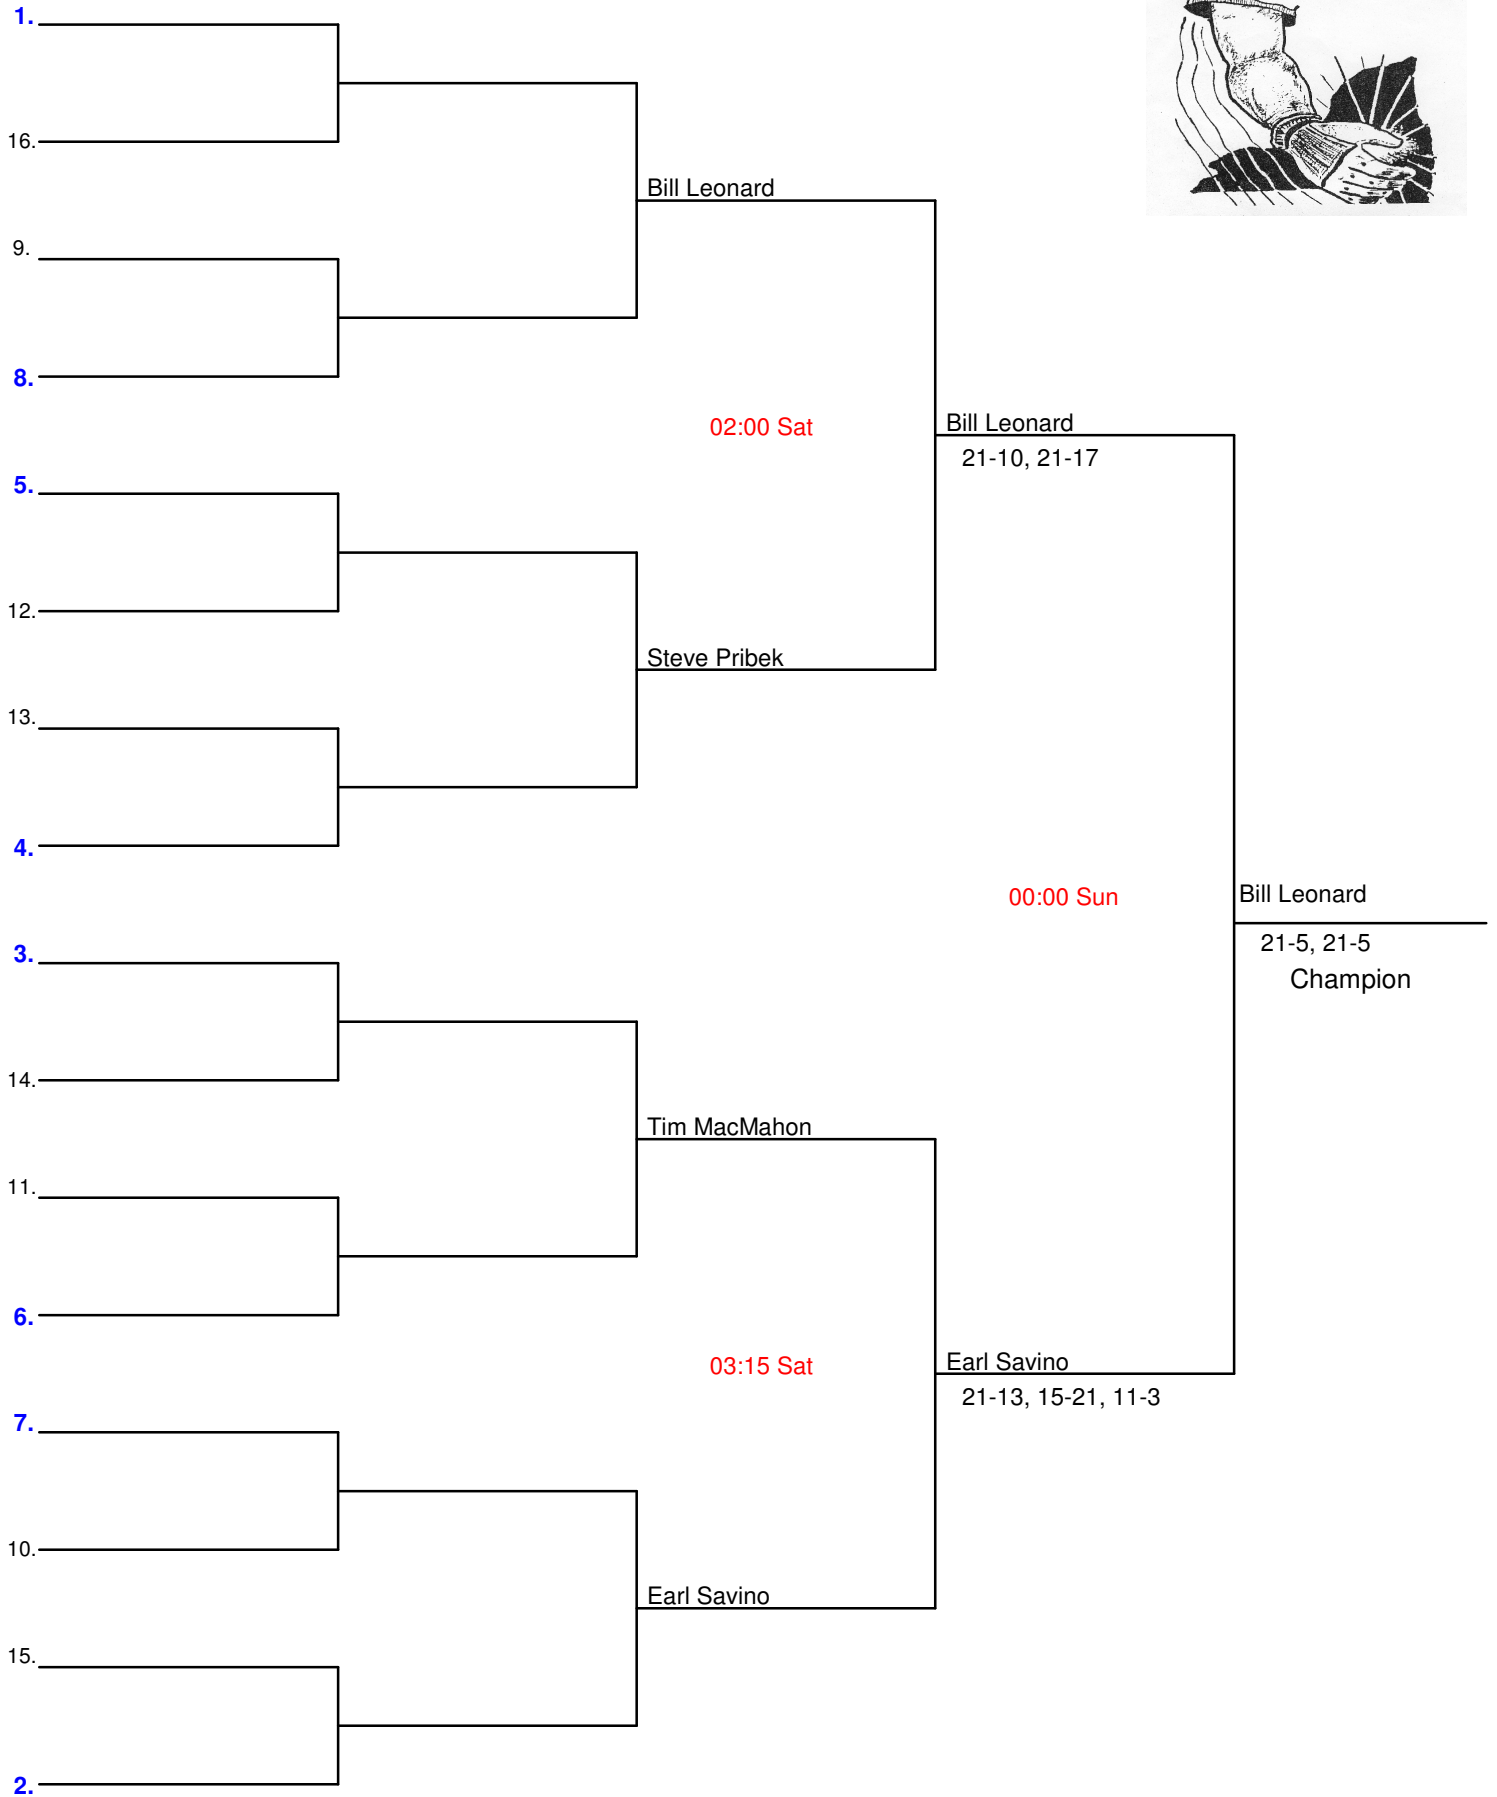 1.
16.
Bill Leonard
9.
8.
02:00 Sat
Bill Leonard
21-10, 21-17
5.
12.
Steve Pribek
13.
4.
00:00 Sun
Bill Leonard
21-5, 21-5
Champion
3.
14.
Tim MacMahon
11.
6.
03:15 Sat
Earl Savino
21-13, 15-21, 11-3
7.
10.
Earl Savino
15.
2.